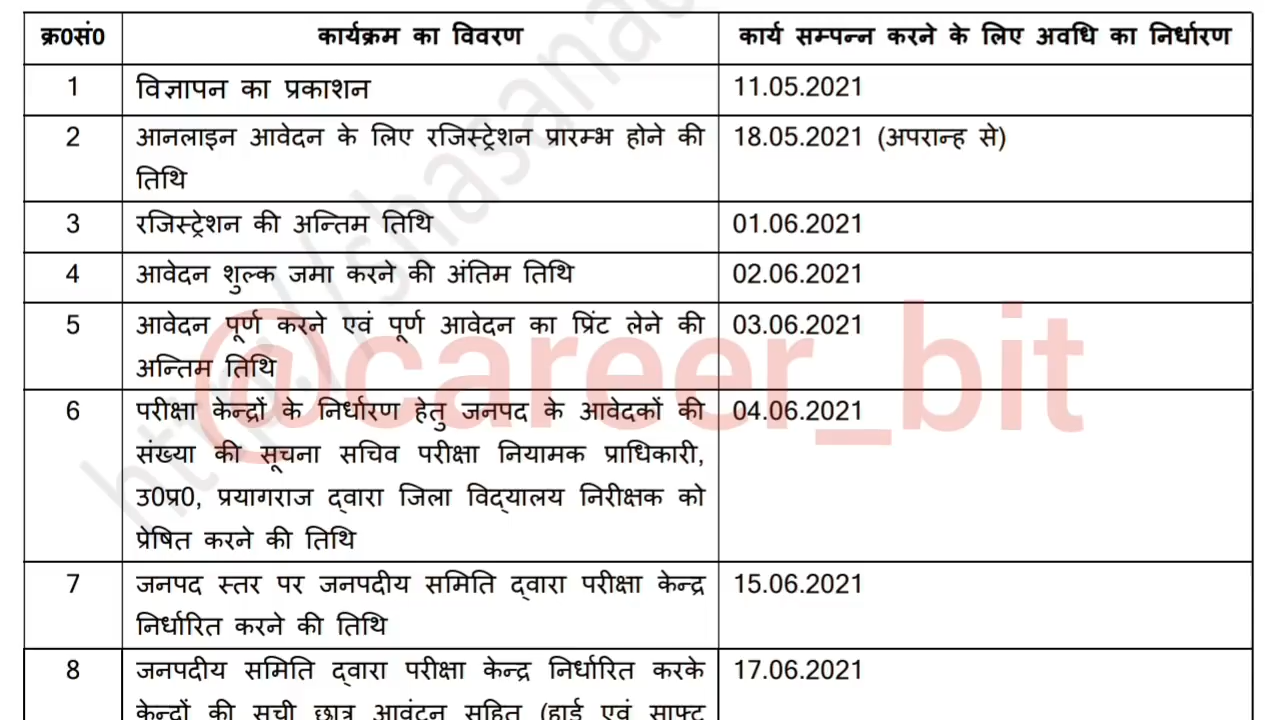 क्र0सं0 कार्यक्रम का विवरण कार्य सम्पन्न करने के लिए अवधि का निर्धारण
1 विज्ञापन का प्रकाशन 11.05.2021
2 आनलाइन आवेदन के लिए रजिस्ट्रेशन प्रारम्भ होने की 18.05.2021 (अपरान्ह से)
तिथि
3 रजिस्ट्रेशन की अन्तिम तिथि 01.06.2021
4 आवेदन शुल्क जमा करने की अंतिम तिथि 02.06.2021
5 आवेदन पूर्ण करने एवं पूर्ण आवेदन का प्रिंट लेने की 03.06.2021
अन्तिम तिथि
@career_bit
6 परीक्षा केन्द्रों के निर्धारण हेतु जनपद के आवेदकों की 04.06.2021
संख्या की सूचना सचिव परीक्षा नियामक प्राधिकारी,
उ0प्र0, प्रयागराज द्वारा जिला विद्यालय निरीक्षक को
प्रेषित करने की तिथि
7 जनपद स्तर पर जनपदीय समिति द्वारा परीक्षा केन्द्र 15.06.2021
निर्धारित करने की तिथि
8 जनपदीय समिति द्वारा परीक्षा केन्द्र निर्धारित करके 17.06.2021
केन्द्रों की सूची छात्र आवंटन सहित (हार्ड एवं साफ्ट